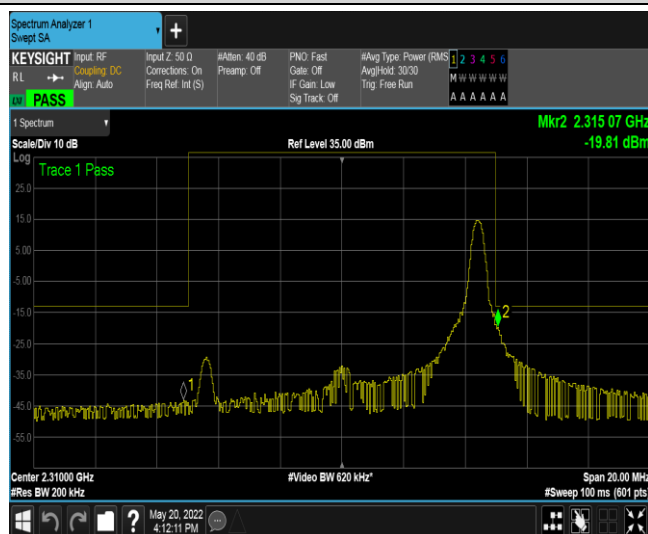 Spectrum Analyzer 1
Swept SA
+
KEYSIGHT
RL
LXI PASS
Input: RF
Coupling: DC
Align: Auto
Input Z: 50 Ω
Corrections: On
Freq Ref: Int (S)
#Atten: 40 dB
Preamp: Off
PNO: Fast
Gate: Off
IF Gain: Low
Sig Track: Off
#Avg Type: Power (RMS
Avg|Hold: 30/30
Trig: Free Run
1 2 3 4 5 6
M W W W W W
A A A A A A
1 Spectrum
Mkr2 2.315 07 GHz
Scale/Div 10 dB
Ref Level 35.00 dBm
-19.81 dBm
Log
Trace 1 Pass
25.0
15.0
5.00
-5.00
-15.0
2
-25.0
-35.0
1
-45.0
-55.0
Center 2.31000 GHz
#Video BW 620 kHz*
Span 20.00 MHz
#Res BW 200 kHz
#Sweep 100 ms (601 pts)
?
May 20, 2022
4:12:11 PM